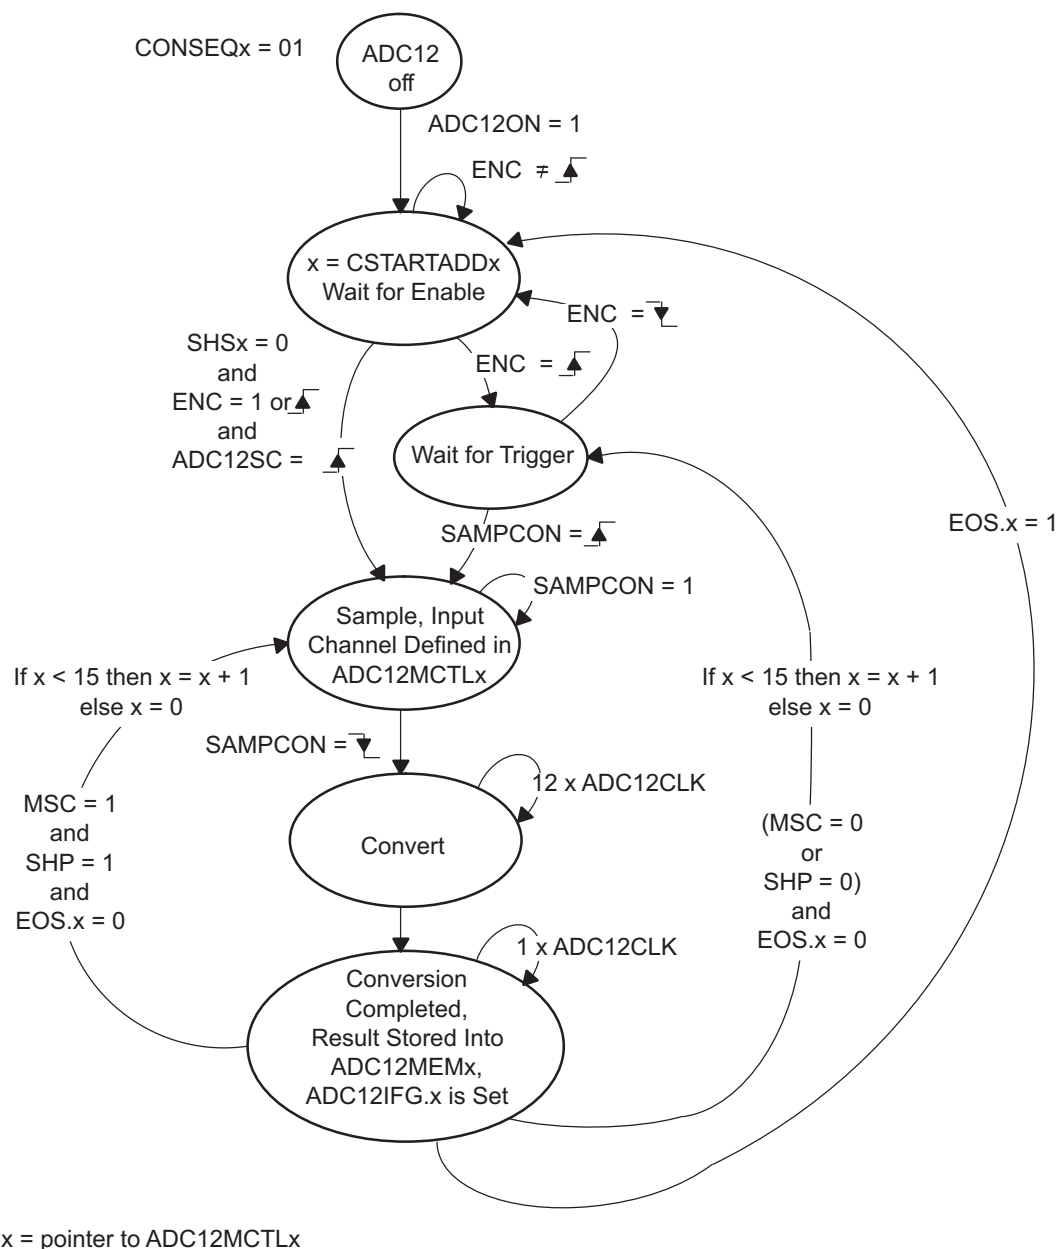 CONSEQx = 01
ADC12
off
ADC12ON = 1
ENC ≠
x = CSTARTADDx
Wait for Enable
ENC =
SHSx = 0
and
ENC = 1 or
and
ADC12SC =
ENC =
Wait for Trigger
EOS.x = 1
SAMPCON =
SAMPCON = 1
Sample, Input
Channel Defined in
ADC12MCTLx
If x < 15 then x = x + 1
else x = 0
If x < 15 then x = x + 1
else x = 0
SAMPCON =
12 x ADC12CLK
MSC = 1
and
SHP = 1
and
EOS.x = 0
Convert
(MSC = 0
or
SHP = 0)
and
EOS.x = 0
1 x ADC12CLK
Conversion
Completed,
Result Stored Into
ADC12MEMx,
ADC12IFG.x is Set
x = pointer to ADC12MCTLx